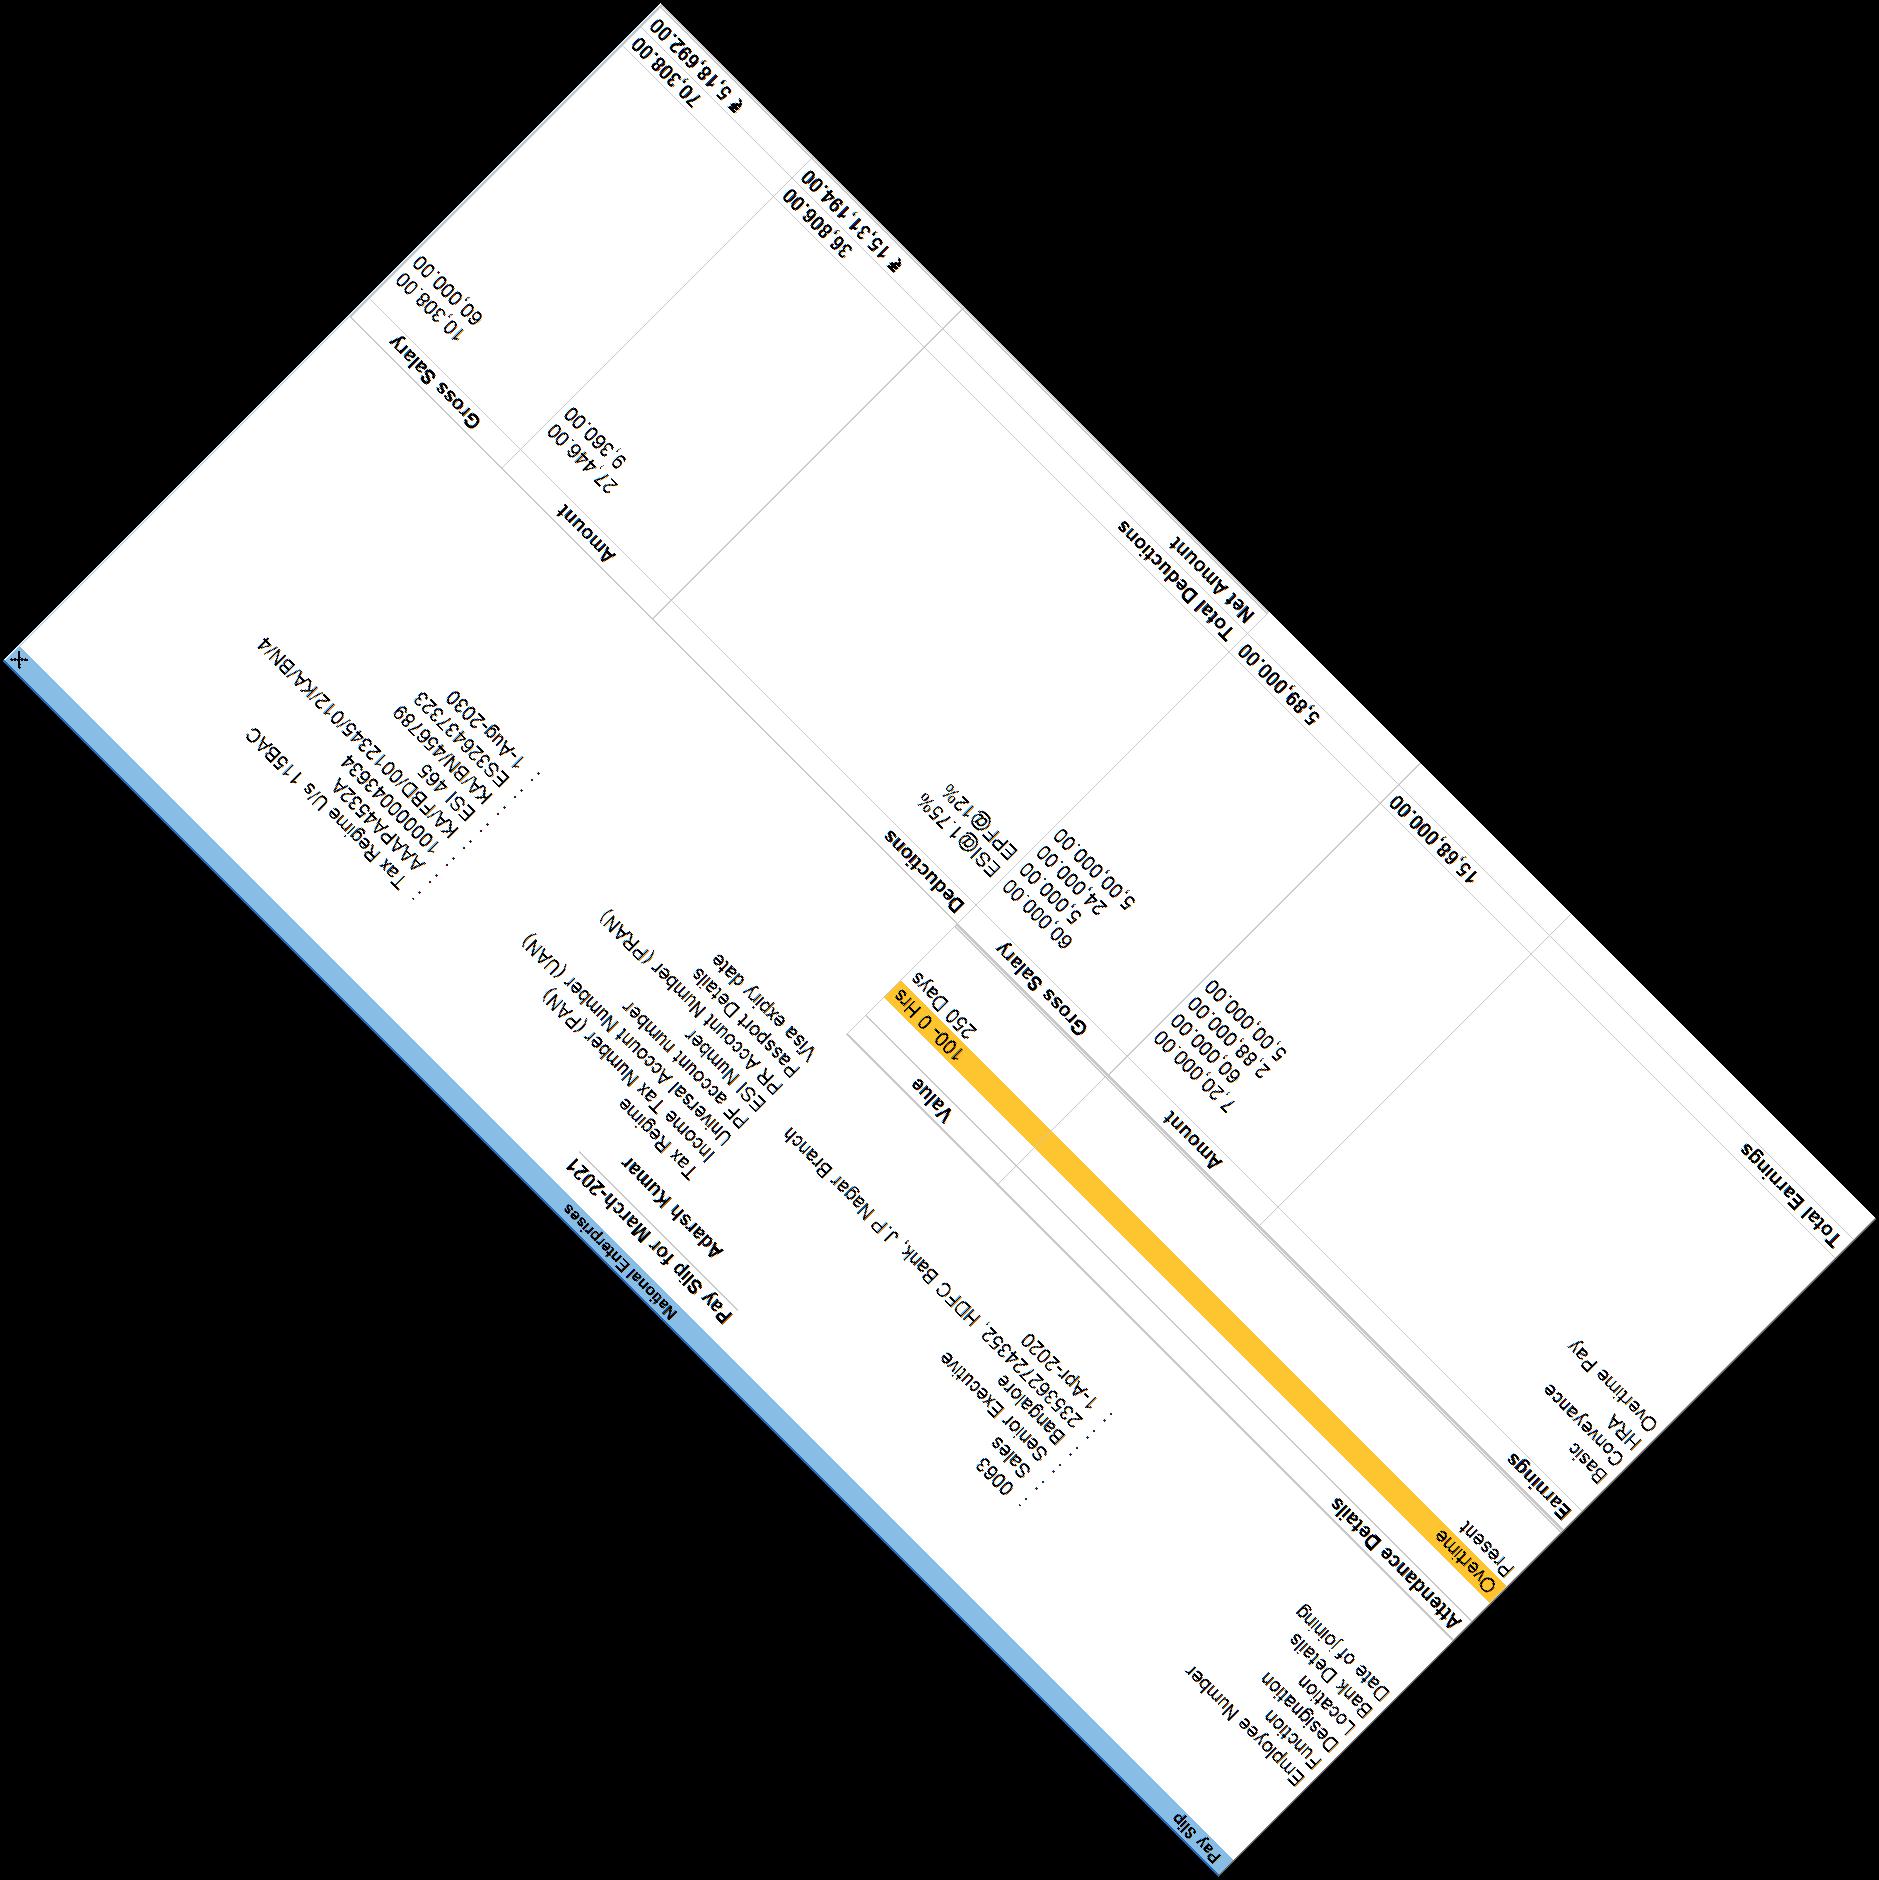 Pay Slip National Enterprises ×
Pay Slip for March-2021
Adarsh Kumar
Employee Number : 0063 Tax Regime : Tax Regime U/s 115BAC
Function : Sales Income Tax Number (PAN) : AAAPA4532A
Designation : Senior Executive Universal Account Number (UAN) : 100000043634
Location : Bangalore PF account number : KA/FBD/0012345/012/KA/BN/4
Bank Details : 2353627724352, HDFC Bank, J.P Nagar Branch ESI Number : ESI 465
Date of joining : 1-Apr-2020 PR Account Number (PRAN) : KA/BN/456789
Passport Details : ES3326437323
Visa expiry date : 1-Aug-2030
Attendance Details Value
Overtime 100- 0 Hrs
Present 250 Days
Earnings Amount Gross Salary Deductions Amount Gross Salary
Basic 7,20,000.00 60,000.00 ESI@1.75% 27,446.00 10,308.00
Conveyance 60,000.00 5,000.00 EPF@12% 9,360.00 60,000.00
HRA 2,88,000.00 24,000.00
Overtime Pay 5,00,000.00 5,00,000.00
Total Earnings 15,68,000.00 5,89,000.00 Total Deductions 36,806.00 70,308.00
Net Amount ₹ 15,31,194.00 ₹ 5,18,692.00